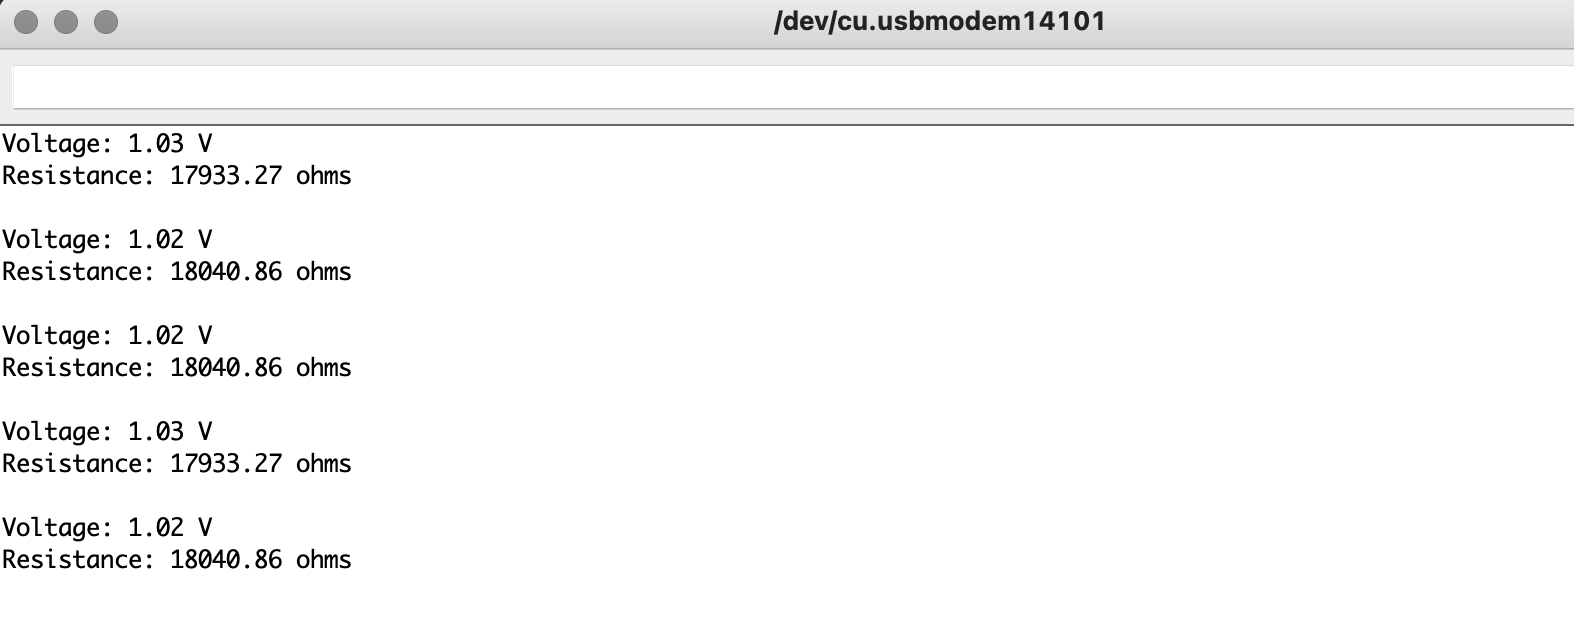 /dev/cu.usbmodem14101
Voltage: 1.03 V
Resistance: 17933.27 ohms
Voltage: 1.02 V
Resistance: 18040.86 ohms
Voltage: 1.02 V
Resistance: 18040.86 ohms
Voltage: 1.03 V
Resistance: 17933.27 ohms
Voltage: 1.02 V
Resistance: 18040.86 ohms